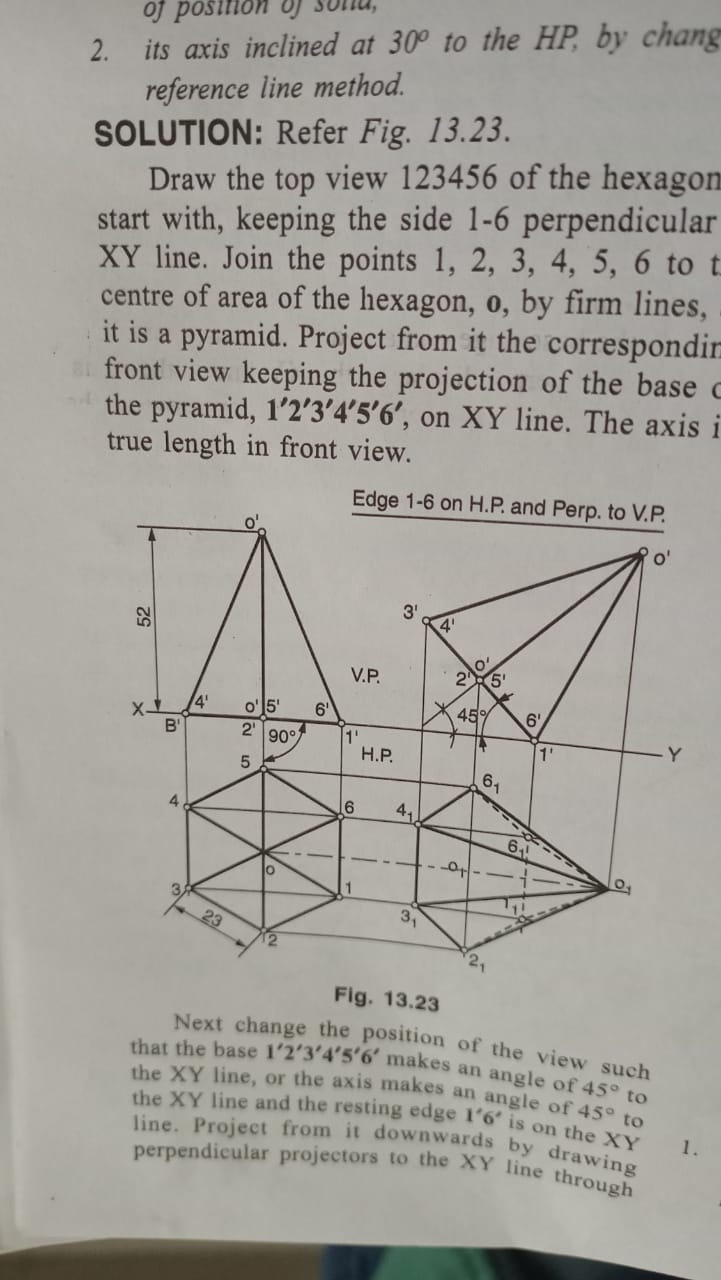 of position of solid,
2. its axis inclined at 30° to the HP, by chang
reference line method.
SOLUTION: Refer Fig. 13.23.
Draw the top view 123456 of the hexagon
start with, keeping the side 1-6 perpendicular
XY line. Join the points 1, 2, 3, 4, 5, 6 to t
centre of area of the hexagon, o, by firm lines,
it is a pyramid. Project from it the correspondin
front view keeping the projection of the base o
the pyramid, 1'2'3'4'5'6', on XY line. The axis i
true length in front view.
Edge 1-6 on H.P. and Perp. to V.P.
o'
o'
52
3'
4'
V.P.
o'
2' 5'
X
4'
o' 5'
6'
45°
6'
B'
2'
90°
1'
H.P.
1'
Y
5
6₁
4
6
4₁
6₁'
o
o₁
o₁
3
1
3₁
1₁
23
2
2₁
Fig. 13.23
Next change the position of the view such
that the base 1'2'3'4'5'6' makes an angle of 45° to
the XY line, or the axis makes an angle of 45° to
the XY line and the resting edge 1'6' is on the XY
line. Project from it downwards by drawing
perpendicular projectors to the XY line through
1.